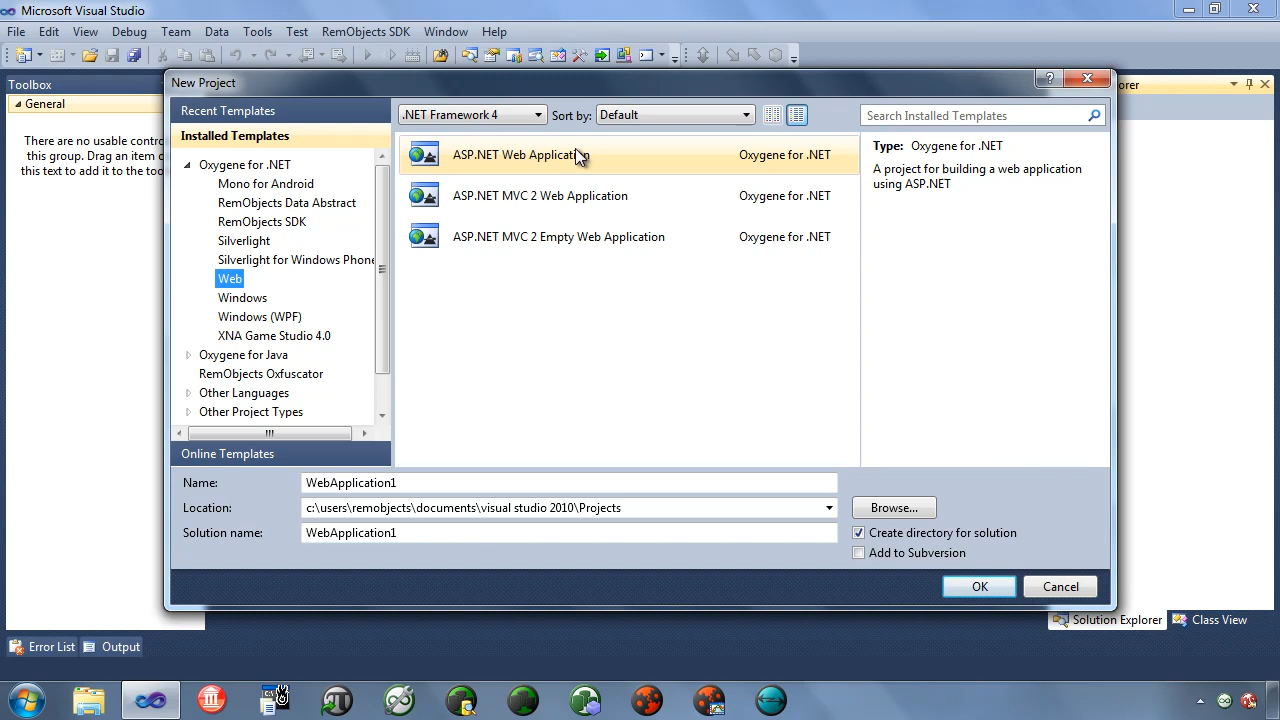 Microsoft Visual Studio
File Edit View Debug Team Data Tools Test RemObjects SDK Window Help
Toolbox
General
There are no usable contro
this group. Drag an item o
this text to add it to the too
New Project
Recent Templates
Installed Templates
Oxygene for .NET
Mono for Android
RemObjects Data Abstract
RemObjects SDK
Silverlight
Silverlight for Windows Phone
Web
Windows
Windows (WPF)
XNA Game Studio 4.0
Oxygene for Java
RemObjects Oxfuscator
Other Languages
Other Project Types
Online Templates
.NET Framework 4 Sort by: Default
ASP.NET Web Application Oxygene for .NET
ASP.NET MVC 2 Web Application Oxygene for .NET
ASP.NET MVC 2 Empty Web Application Oxygene for .NET
Search Installed Templates
Type: Oxygene for .NET
A project for building a web application
using ASP.NET
Name: WebApplication1
Location: c:\users\remobjects\documents\visual studio 2010\Projects Browse...
Solution name: WebApplication1
Create directory for solution
Add to Subversion
OK Cancel
orer
Solution Explorer Class View
Error List Output